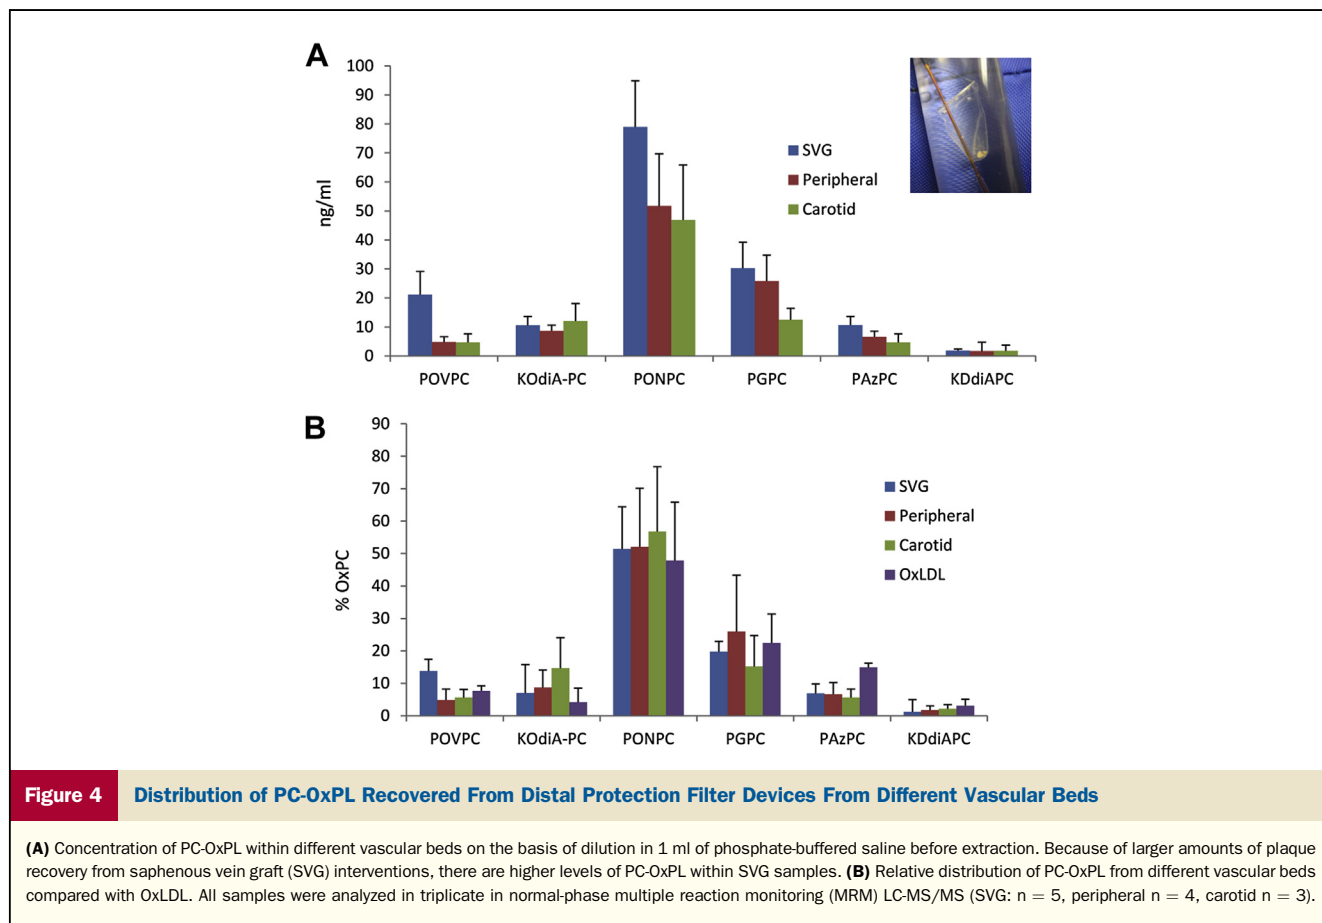 A
100
90
80
70
60
50
40
30
20
10
0
ng/ml
SVG
Peripheral
Carotid
POVPC KOdiA-PC PONPC PGPC PAzPC KDdiAPC
B
90
80
70
60
50
40
30
20
10
0
% OxPC
SVG
Peripheral
Carotid
OxLDL
POVPC KOdiA-PC PONPC PGPC PAzPC KDdiAPC
Figure 4 Distribution of PC-OxPL Recovered From Distal Protection Filter Devices From Different Vascular Beds
(A) Concentration of PC-OxPL within different vascular beds on the basis of dilution in 1 ml of phosphate-buffered saline before extraction. Because of larger amounts of plaque
recovery from saphenous vein graft (SVG) interventions, there are higher levels of PC-OxPL within SVG samples. (B) Relative distribution of PC-OxPL from different vascular beds
compared with OxLDL. All samples were analyzed in triplicate in normal-phase multiple reaction monitoring (MRM) LC-MS/MS (SVG: n = 5, peripheral n = 4, carotid n = 3).